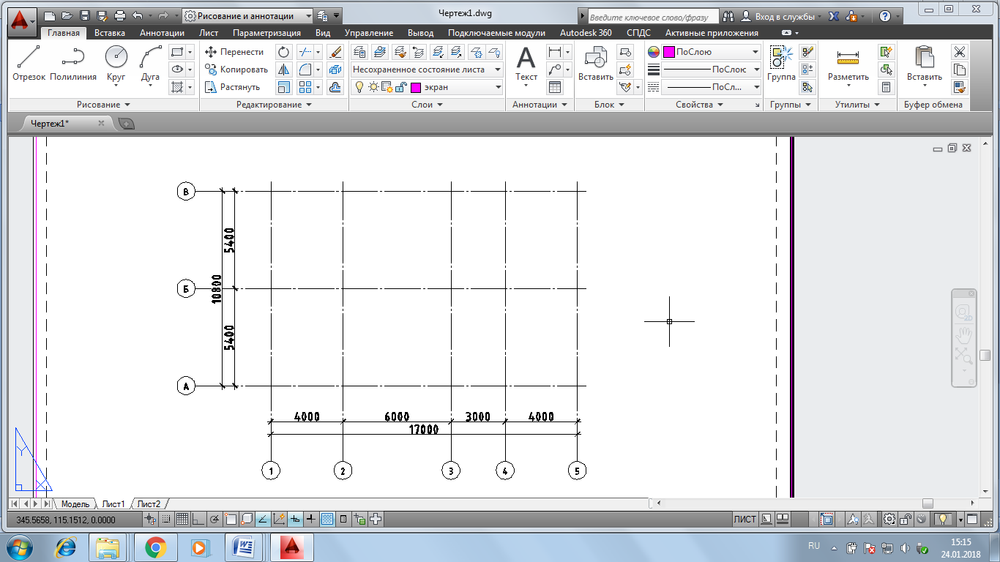 Рисование и аннотации
Чертеж1.dwg
Введите ключевое слово/фразу
Вход в службы
Главная Вставка Аннотации Лист Параметризация Вид Управление Вывод Подключаемые модули Autodesk 360 СПДС Активные приложения
Отрезок Полилиния Круг Дуга
Рисование
Перенести
Копировать
Растянуть
Редактирование
Несохраненное состояние листа
экран
Слои
Текст
Аннотации
Вставить
Блок
ПоСлою
ПоСлою
ПоСл...
Свойства
Группа
Группы
Разметить
Утилиты
Вставить
Буфер обмена
Чертеж1*
В
5400
10800
Б
5400
А
4000 6000 3000 4000
17000
1 2 3 4 5
Y
X
2D
Модель Лист1 Лист2
345.5658, 115.1512, 0.0000
ЛИСТ
RU
15:15
24.01.2018